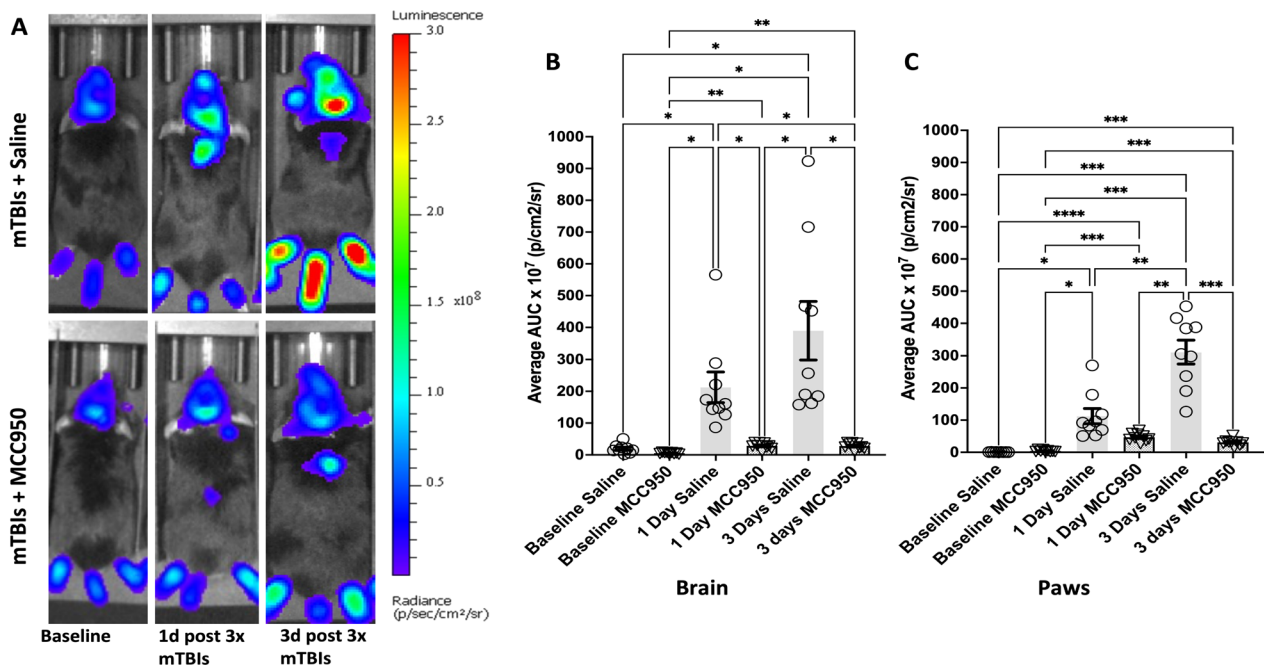 A
mTBIs + Saline
mTBIs + MCC950
Baseline
1d post 3x
mTBIs
3d post 3x
mTBIs
Luminescence
3.0
2.5
2.0
1.5
x10⁸
1.0
0.5
Radiance
(p/sec/cm²/sr)
B
**
*
*
**
*
*
*
*
*
*
Average AUC x 10⁷ (p/cm2/sr)
1000
900
800
700
600
500
400
300
200
100
0
Baseline Saline
Baseline MCC950
1 Day Saline
1 Day MCC950
3 Days Saline
3 days MCC950
Brain
C
***
***
***
***
****
***
*
**
*
**
***
Average AUC x 10⁷ (p/cm2/sr)
1000
900
800
700
600
500
400
300
200
100
0
Baseline Saline
Baseline MCC950
1 Day Saline
1 Day MCC950
3 Days Saline
3 days MCC950
Paws